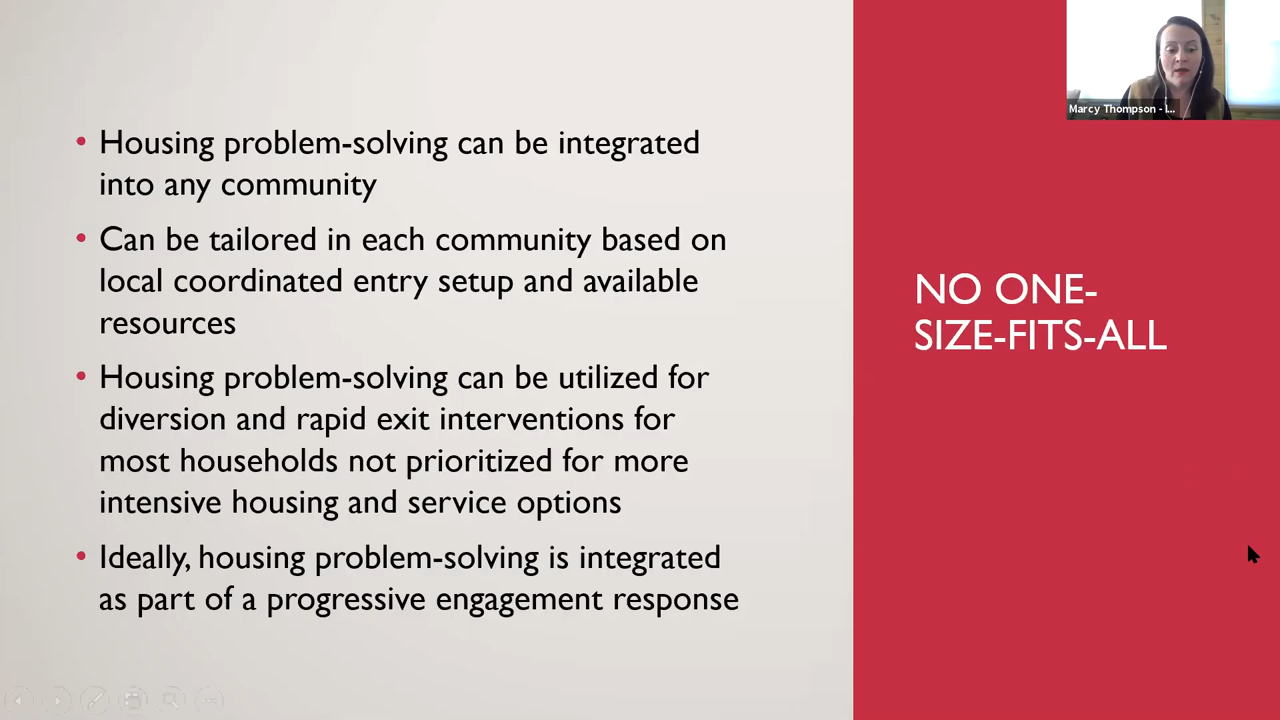 • Housing problem-solving can be integrated
into any community
• Can be tailored in each community based on
local coordinated entry setup and available
resources
• Housing problem-solving can be utilized for
diversion and rapid exit interventions for
most households not prioritized for more
intensive housing and service options
• Ideally, housing problem-solving is integrated
as part of a progressive engagement response
NO ONE-
SIZE-FITS-ALL
Marcy Thompson - I...